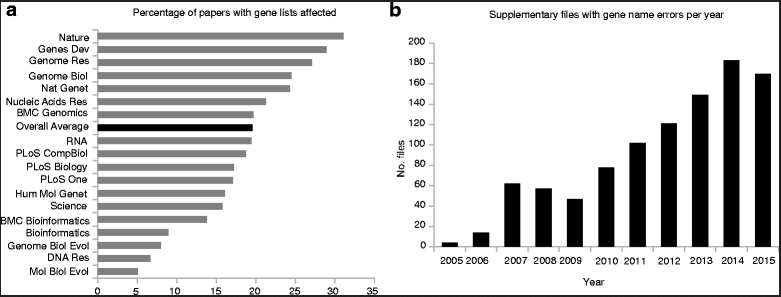 a
Percentage of papers with gene lists affected
Nature
Genes Dev
Genome Res
Genome Biol
Nat Genet
Nucleic Acids Res
BMC Genomics
Overall Average
RNA
PLoS CompBiol
PLoS Biology
PLoS One
Hum Mol Genet
Science
BMC Bioinformatics
Bioinformatics
Genome Biol Evol
DNA Res
Mol Biol Evol
0 5 10 15 20 25 30 35
b
Supplementary files with gene name errors per year
No. files
200
180
160
140
120
100
80
60
40
20
0
2005 2006 2007 2008 2009 2010 2011 2012 2013 2014 2015
Year